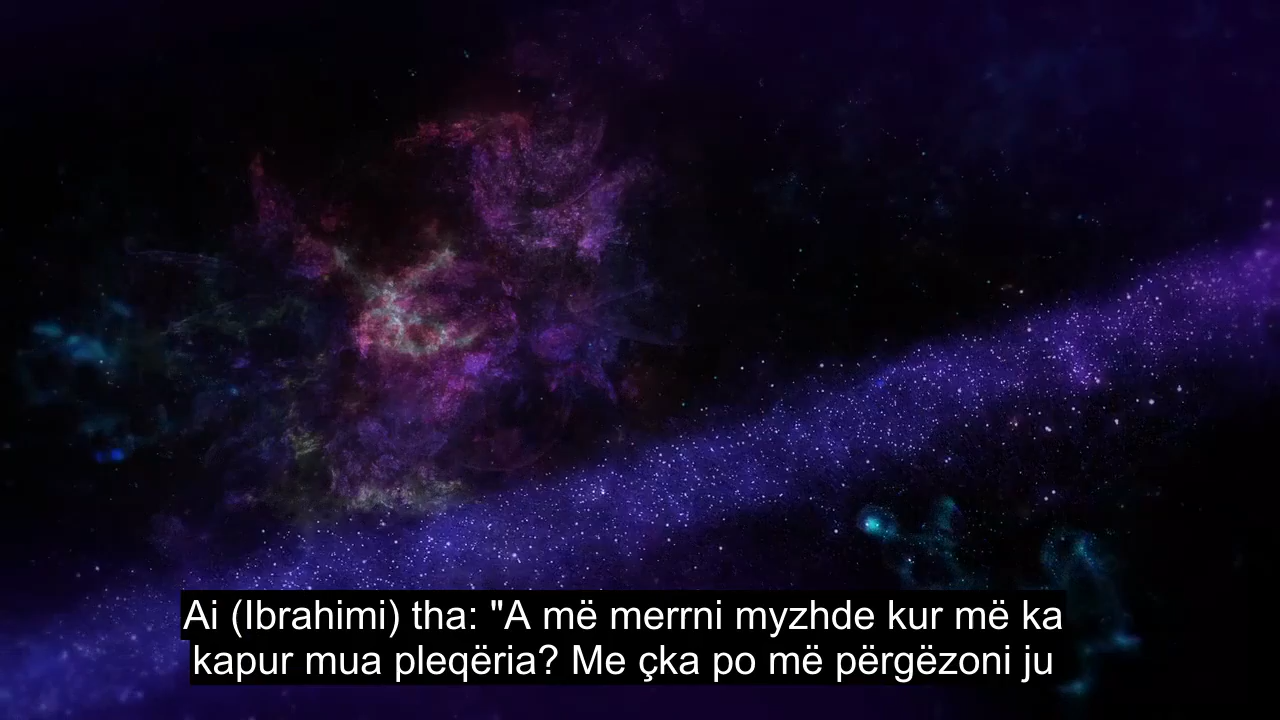 Ai (Ibrahimi) tha: "A më merrni myzhde kur më ka
kapur mua pleqëria? Me çka po më përgëzoni ju